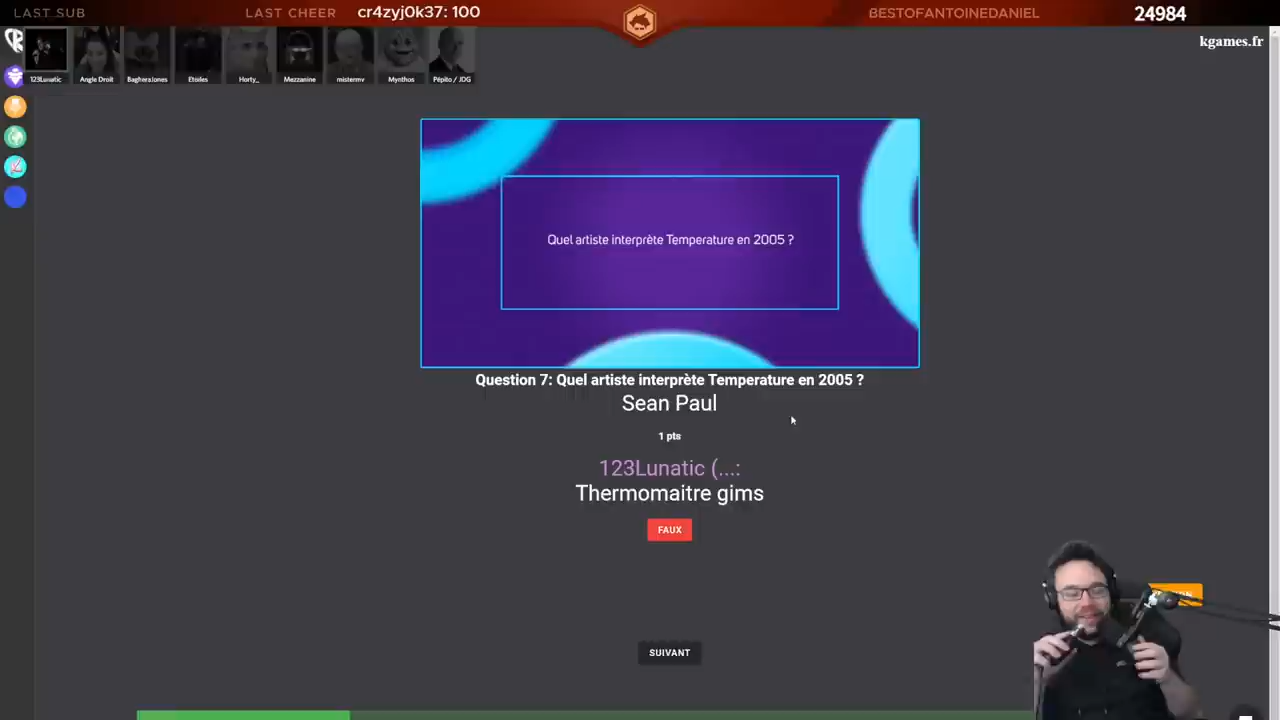 LAST SUB
LAST CHEER
cr4zyj0k37: 100
BESTOFANTOINEDANIEL
24984
kgames.fr
123Lunatic
Angle Droit
BagheraJones
Etoiles
Horty_
Mezzanine
mistermv
Mynthos
Pépito / JDG
Quel artiste interprète Temperature en 2005 ?
Question 7: Quel artiste interprète Temperature en 2005 ?
Sean Paul
1 pts
123Lunatic (...:
Thermomaitre gims
FAUX
SUIVANT